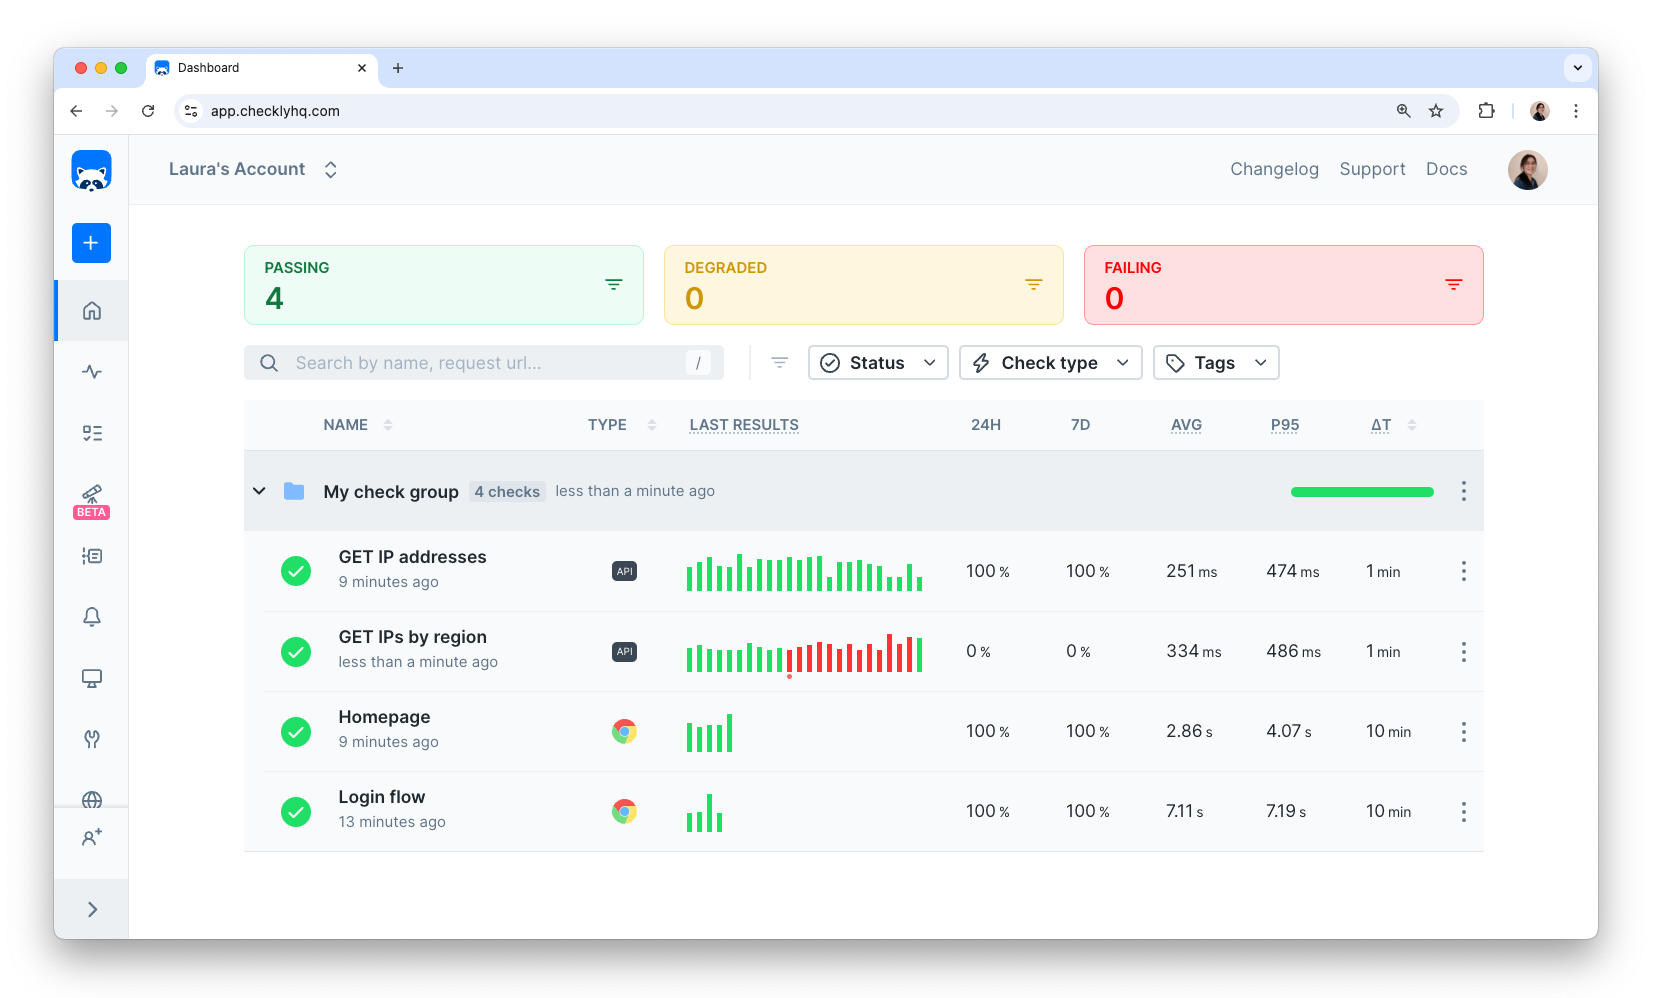 Dashboard
app.checklyhq.com
Laura's Account
Changelog Support Docs
PASSING
4
DEGRADED
0
FAILING
0
Search by name, request url... /
Status
Check type
Tags
NAME TYPE LAST RESULTS 24H 7D AVG P95 ΔT
My check group 4 checks less than a minute ago
GET IP addresses
9 minutes ago
API
100 % 100 % 251 ms 474 ms 1 min
GET IPs by region
less than a minute ago
API
0 % 0 % 334 ms 486 ms 1 min
Homepage
9 minutes ago
100 % 100 % 2.86 s 4.07 s 10 min
Login flow
13 minutes ago
100 % 100 % 7.11 s 7.19 s 10 min
BETA